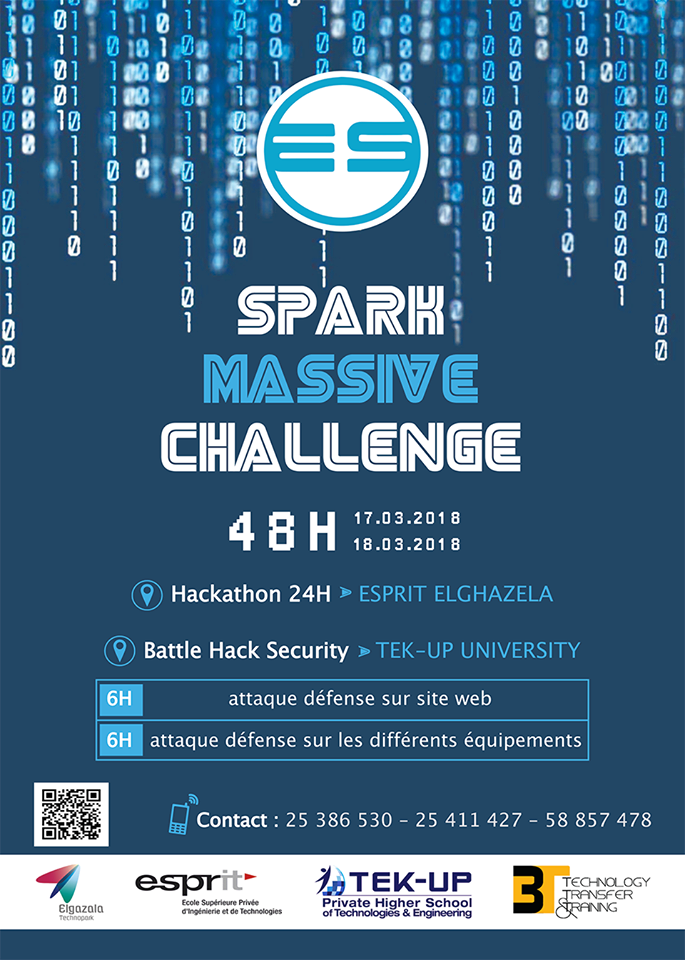 ES
SPARK
MASSIVE
CHALLENGE
48H
17.03.2018
18.03.2018
Hackathon 24H ➢ ESPRIT ELGHAZELA
Battle Hack Security ➢ TEK-UP UNIVERSITY
6H attaque défense sur site web
6H attaque défense sur les différents équipements
Contact : 25 386 530 – 25 411 427 – 58 857 478
Elgazala
Technopark
esprit
Ecole Supérieure Privée
d'Ingénierie et de Technologies
TEK-UP
Private Higher School
of Technologies & Engineering
3T TECHNOLOGY
TRANSFER
& TRAINING